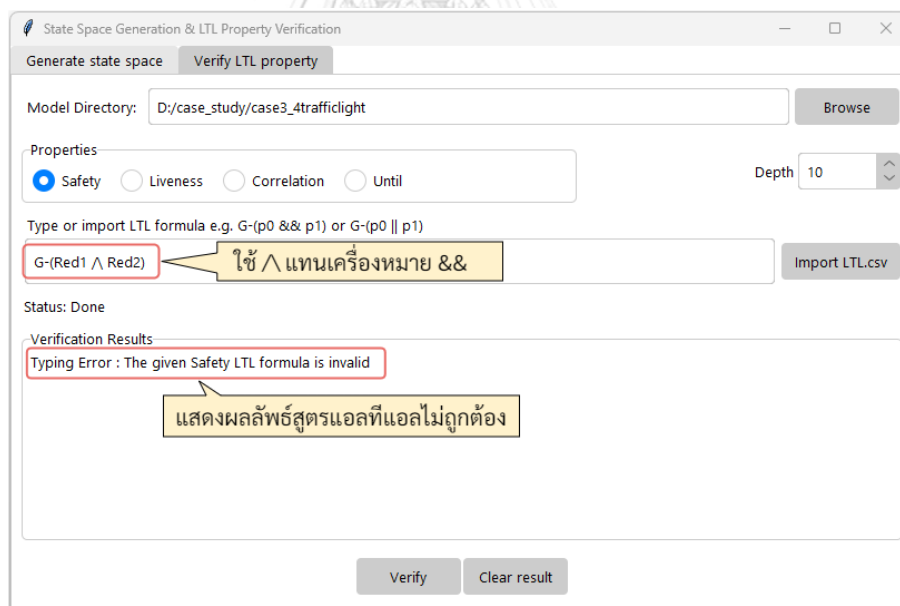 State Space Generation & LTL Property Verification
Generate state space Verify LTL property
Model Directory: D:/case_study/case3_4trafficlight Browse
Properties
Safety Liveness Correlation Until Depth 10
Type or import LTL formula e.g. G-(p0 && p1) or G-(p0 || p1)
G-(Red1 /\ Red2) ใช้ /\ แทนเครื่องหมาย && Import LTL.csv
Status: Done
Verification Results
Typing Error : The given Safety LTL formula is invalid
แสดงผลลัพธ์สูตรแอลทีแอลไม่ถูกต้อง
Verify Clear result